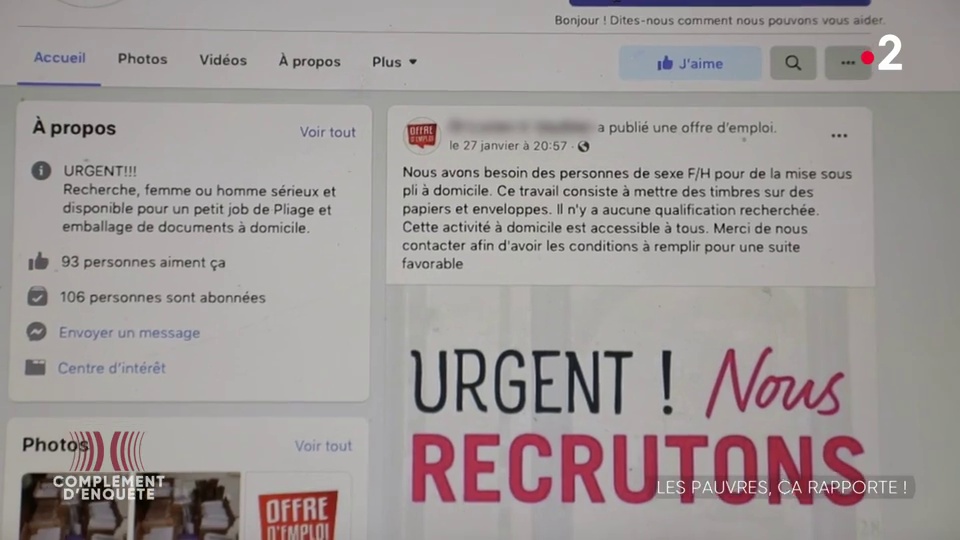 Bonjour ! Dites-nous comment nous pouvons vous aider.
Accueil Photos Vidéos À propos Plus J'aime
2
À propos Voir tout
URGENT!!!
Recherche, femme ou homme sérieux et
disponible pour un petit job de Pliage et
emballage de documents à domicile.
93 personnes aiment ça
106 personnes sont abonnées
Envoyer un message
Centre d'intérêt
Photos Voir tout
OFFRE
D'EMPLOI
OFFRE
D'EMPLOI
a publié une offre d'emploi.
le 27 janvier à 20:57
Nous avons besoin des personnes de sexe F/H pour de la mise sous
pli à domicile. Ce travail consiste à mettre des timbres sur des
papiers et enveloppes. Il n'y a aucune qualification recherchée.
Cette activité à domicile est accessible à tous. Merci de nous
contacter afin d'avoir les conditions à remplir pour une suite
favorable
URGENT ! Nous
RECRUTONS
COMPLÉMENT
D'ENQUÊTE
LES PAUVRES, ÇA RAPPORTE !